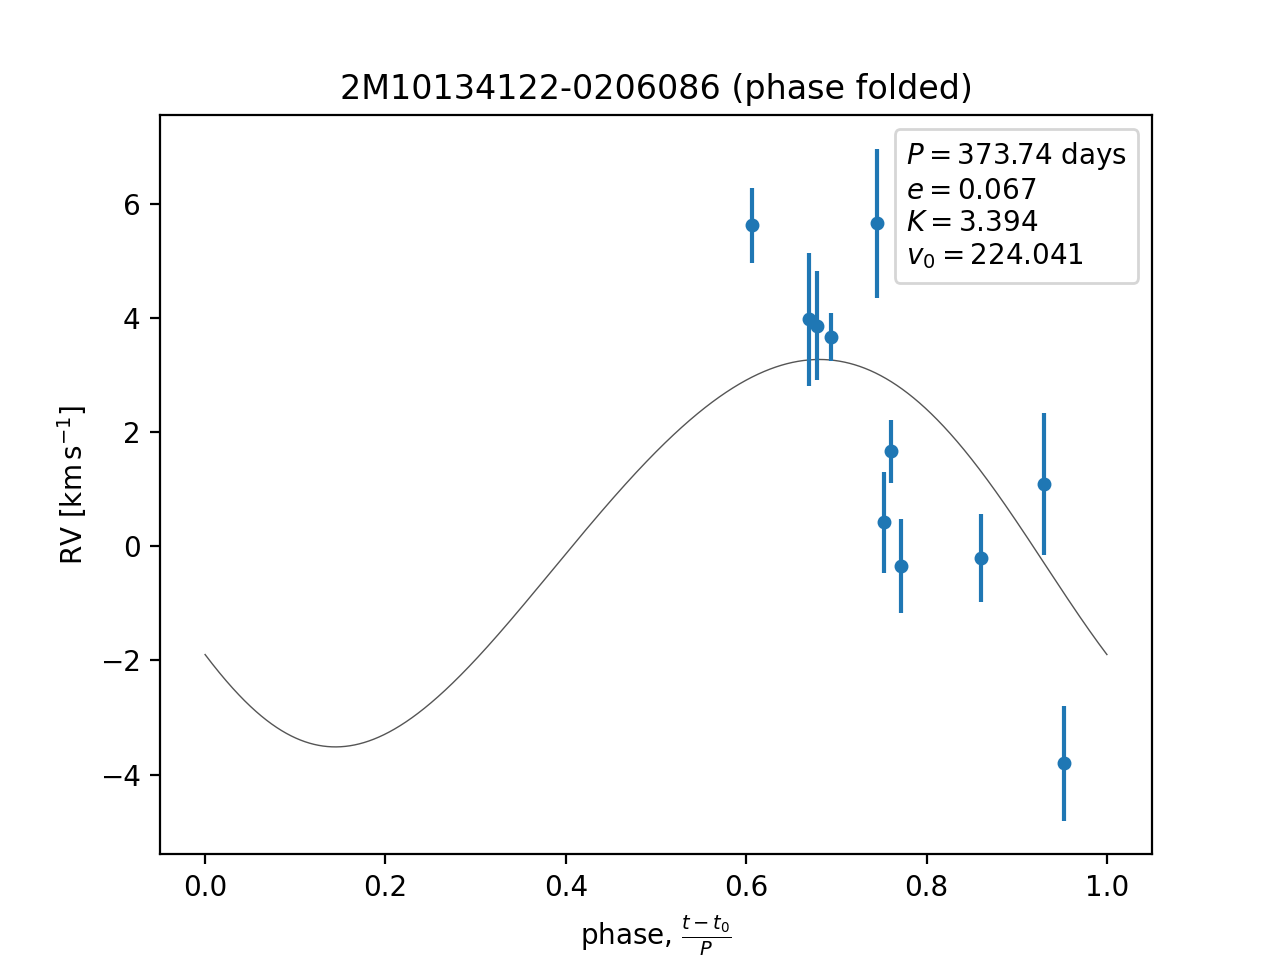 2M10134122-0206086 (phase folded)
P = 373.74 days
e = 0.067
K = 3.394
v₀ = 224.041
RV [km s⁻¹]
6
4
2
0
−2
−4
0.0 0.2 0.4 0.6 0.8 1.0
phase, (t − t₀)/P